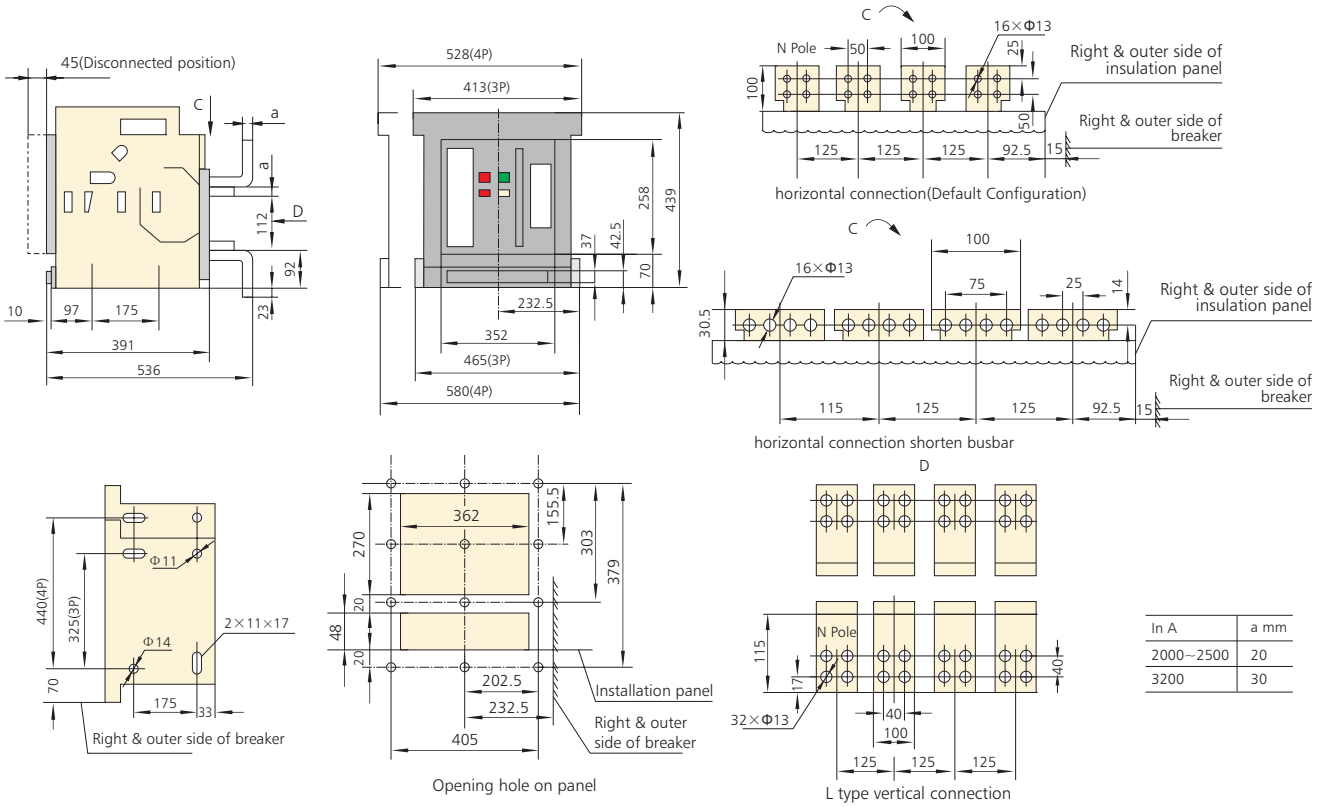 45(Disconnected position)
C
a
a
112
D
92
23
10
97
175
391
536
528(4P)
413(3P)
258
439
37
42.5
70
232.5
352
465(3P)
580(4P)
C
16×Φ13
N Pole
50
100
25
100
50
Right & outer side of
insulation panel
Right & outer side of
breaker
125
125
125
92.5
15
horizontal connection(Default Configuration)
C
16×Φ13
100
75
25
14
30.5
Right & outer side of
insulation panel
Right & outer side of
breaker
115
125
125
92.5
15
horizontal connection shorten busbar
440(4P)
325(3P)
Φ11
Φ14
2×11×17
70
175
33
Right & outer side of breaker
362
155.5
270
303
379
20
48
20
202.5
232.5
405
Installation panel
Right & outer
side of breaker
Opening hole on panel
D
N Pole
115
17
40
32×Φ13
40
100
125
125
125
L type vertical connection
In A
a mm
2000~2500
20
3200
30